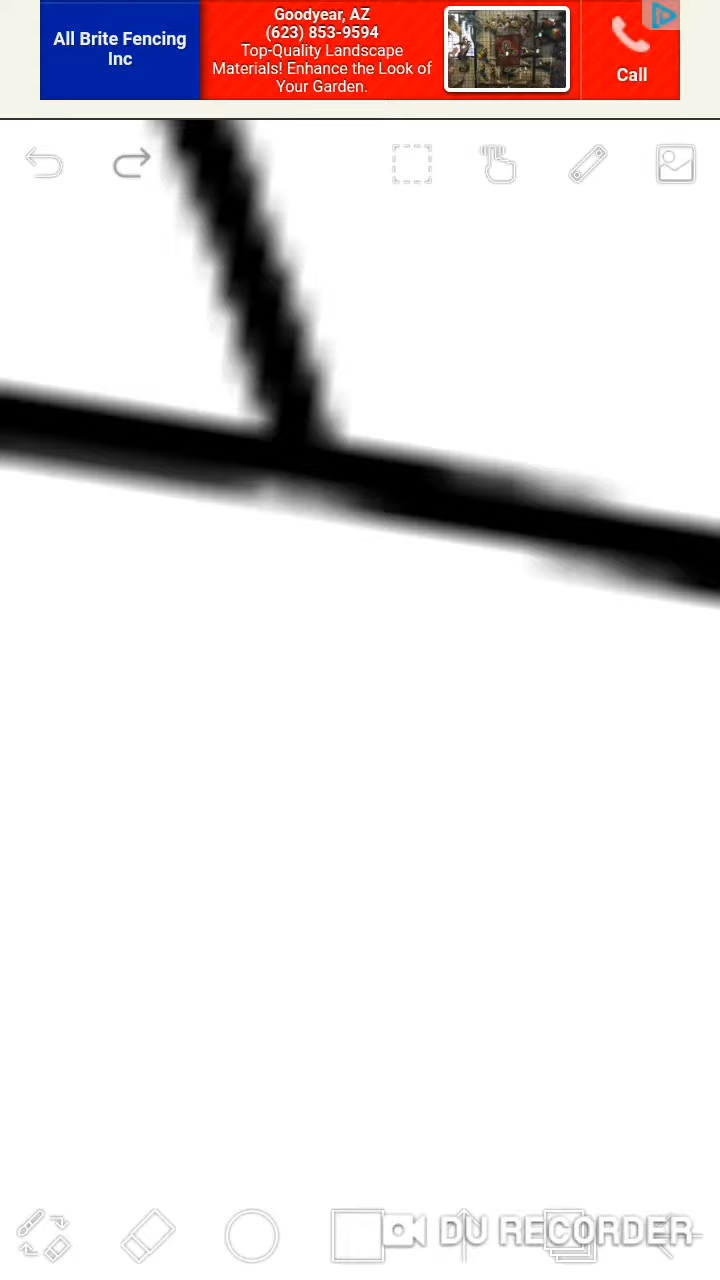 All Brite Fencing
Inc
Goodyear, AZ
(623) 853-9594
Top-Quality Landscape
Materials! Enhance the Look of
Your Garden.
Call
DU RECORDER